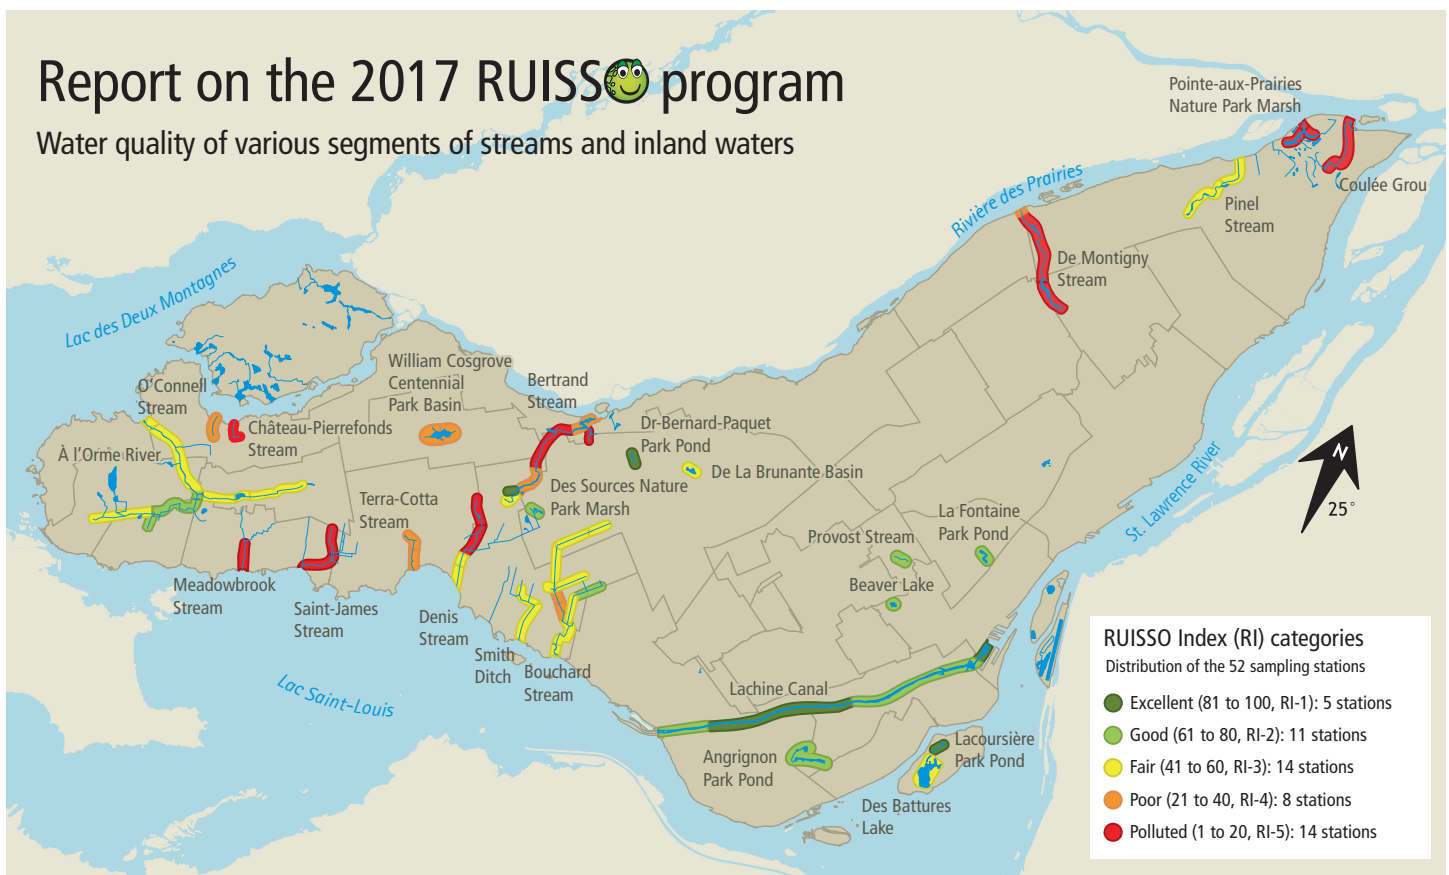 Report on the 2017 RUISSO program
Water quality of various segments of streams and inland waters
Pointe-aux-Prairies
Nature Park Marsh
Coulée Grou
Rivière des Prairies
Pinel
Stream
De Montigny
Stream
Lac des Deux Montagnes
William Cosgrove
Centennial
Park Basin
Bertrand
Stream
O'Connell
Stream
Château-Pierrefonds
Stream
Dr-Bernard-Paquet
Park Pond
À l'Orme River
De La Brunante Basin
Des Sources Nature
Park Marsh
Terra-Cotta
Stream
St. Lawrence River
N
25°
La Fontaine
Park Pond
Provost Stream
Beaver Lake
Meadowbrook
Stream
Saint-James
Stream
Denis
Stream
Smith
Ditch
Bouchard
Stream
Lac Saint-Louis
Lachine Canal
Angrignon
Park Pond
Lacoursière
Park Pond
Des Battures
Lake
RUISSO Index (RI) categories
Distribution of the 52 sampling stations
Excellent (81 to 100, RI-1): 5 stations
Good (61 to 80, RI-2): 11 stations
Fair (41 to 60, RI-3): 14 stations
Poor (21 to 40, RI-4): 8 stations
Polluted (1 to 20, RI-5): 14 stations